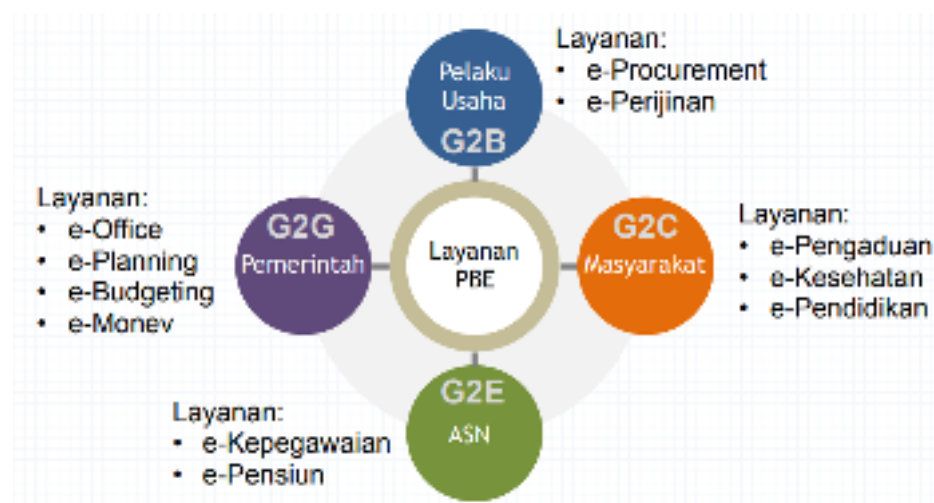 Pelaku
Usaha
G2B
Layanan:
• e-Procurement
• e-Perijinan
Layanan:
• e-Office
• e-Planning
• e-Budgeting
• e-Monev
G2G
Pemerintah
Layanan
PBE
G2C
Masyarakat
Layanan:
• e-Pengaduan
• e-Kesehatan
• e-Pendidikan
G2E
ASN
Layanan:
• e-Kepegawaian
• e-Pensiun